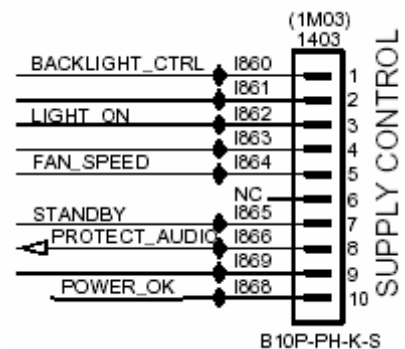 (1M03)
1403
BACKLIGHT_CTRL I860 1
I861 2
LIGHT_ON I862 3
I863 4
FAN_SPEED I864 5
NC 6
STANDBY I865 7
PROTECT_AUDIO I866 8
I869 9
POWER_OK I868 10
SUPPLY CONTROL
B10P-PH-K-S